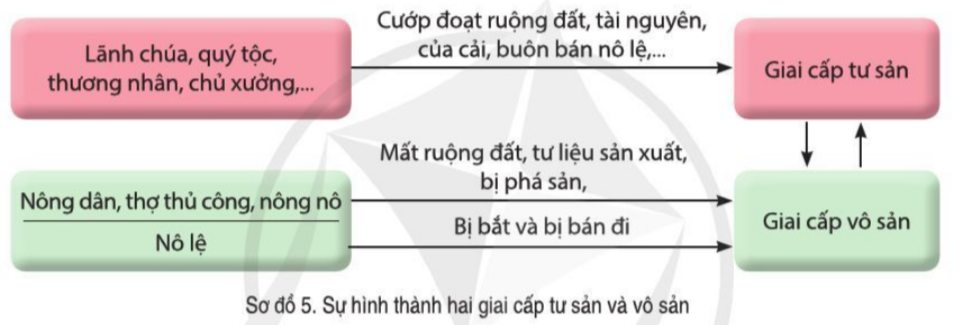 Lãnh chúa, quý tộc,
thương nhân, chủ xưởng,...
Cướp đoạt ruộng đất, tài nguyên,
của cải, buôn bán nô lệ,...
Giai cấp tư sản
Nông dân, thợ thủ công, nông nô
Nô lệ
Mất ruộng đất, tư liệu sản xuất,
bị phá sản,
Bị bắt và bị bán đi
Giai cấp vô sản
Sơ đồ 5. Sự hình thành hai giai cấp tư sản và vô sản